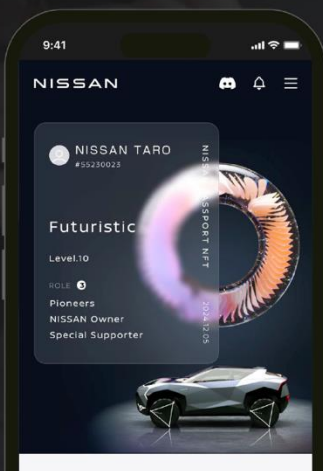 9:41
NISSAN
NISSAN TARO
#55230023
Futuristic
Level.10
ROLE 3
Pioneers
NISSAN Owner
Special Supporter
NISSAN PASSPORT NFT
2024.12.05